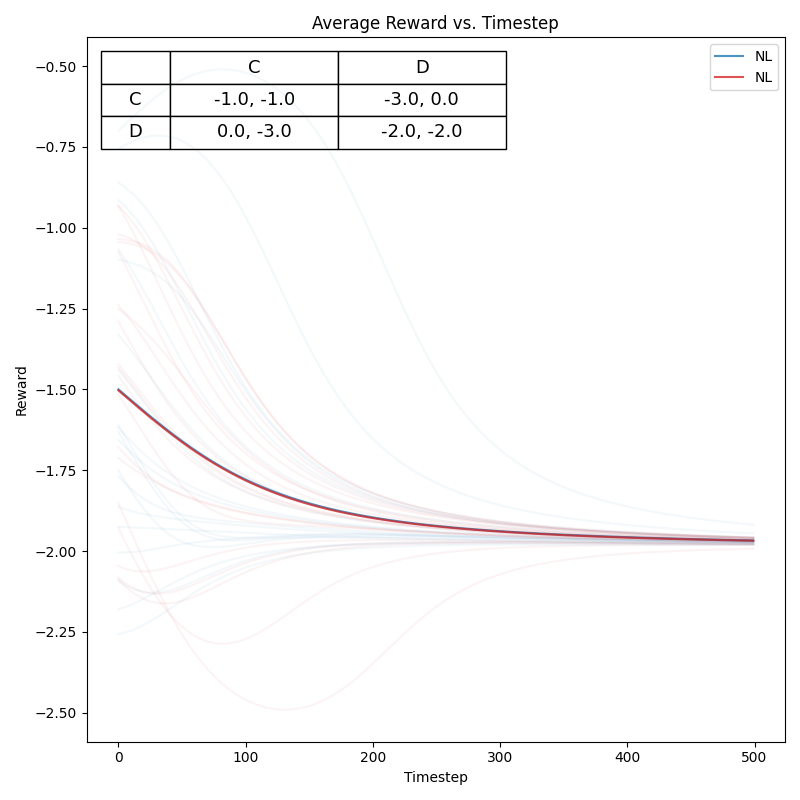 Average Reward vs. Timestep
C D
C -1.0, -1.0 -3.0, 0.0
D 0.0, -3.0 -2.0, -2.0
NL
NL
Reward
−0.50
−0.75
−1.00
−1.25
−1.50
−1.75
−2.00
−2.25
−2.50
0 100 200 300 400 500
Timestep